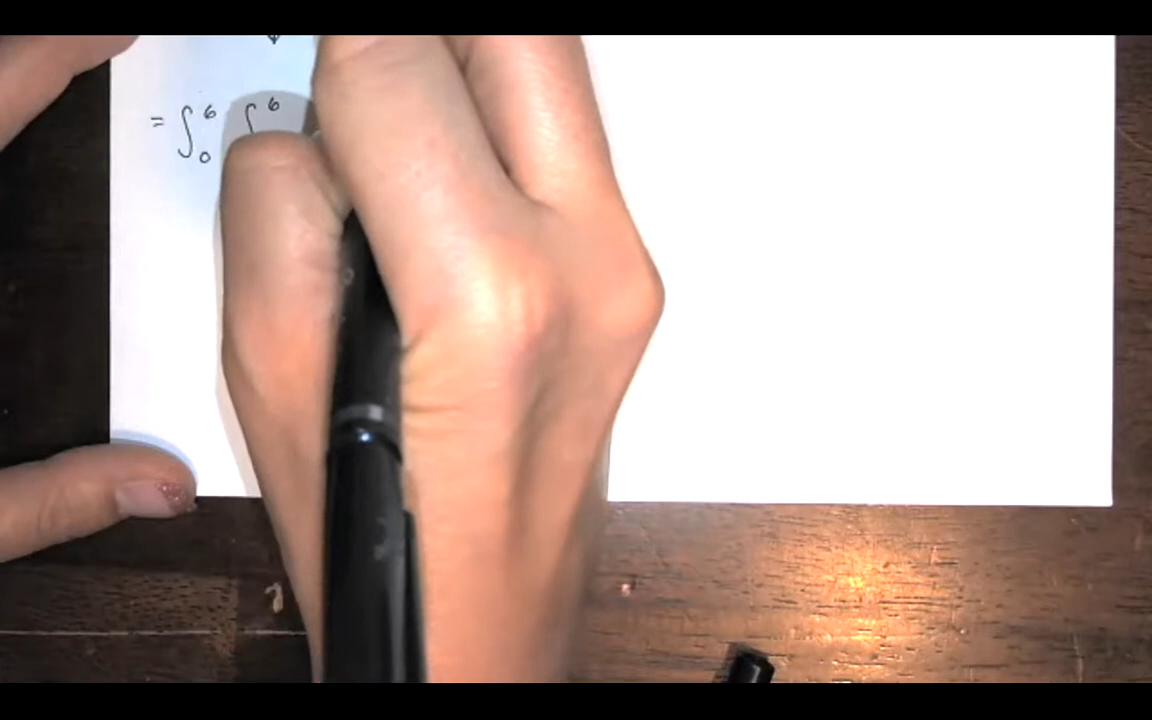 = ∫₀⁶ ∫⁶